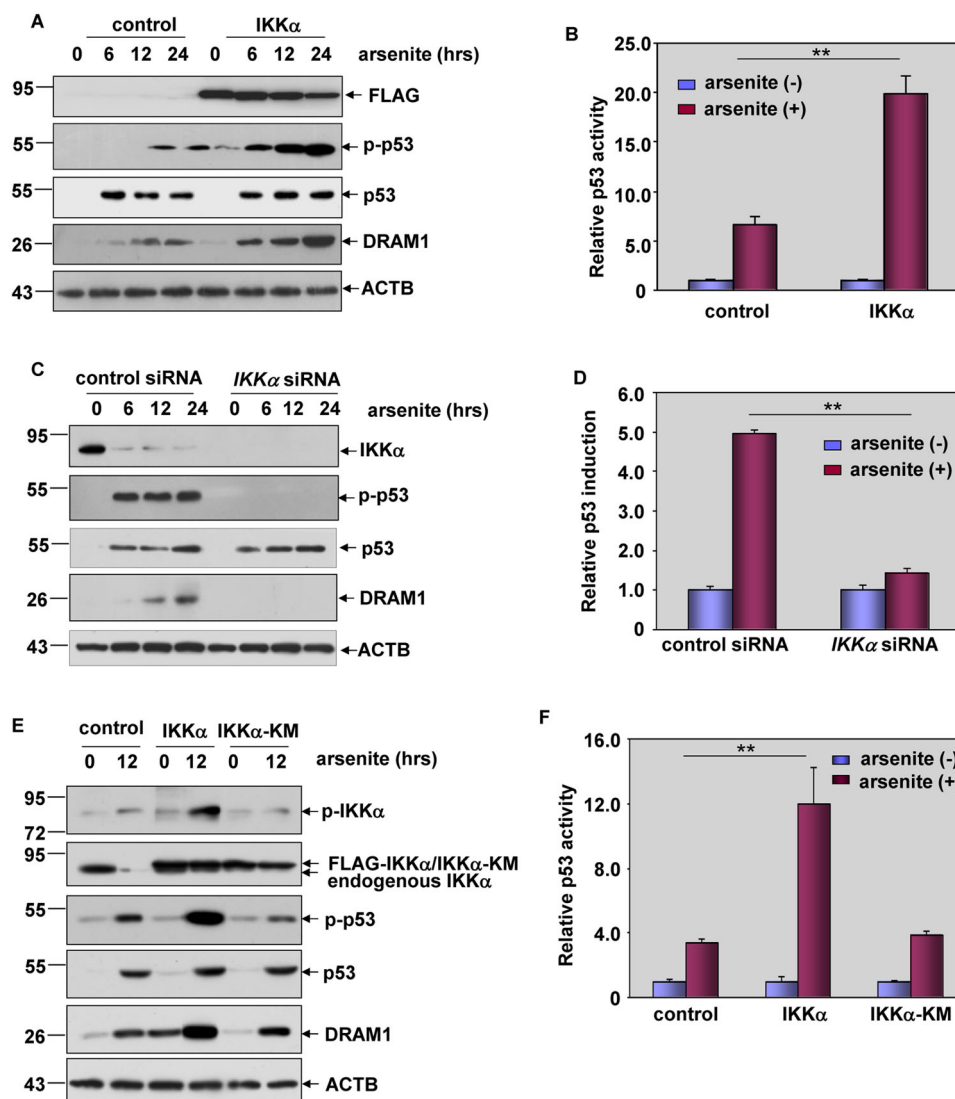 A
control IKKα
0 6 12 24 0 6 12 24 arsenite (hrs)
95
FLAG
55
p-p53
55
p53
26
DRAM1
43
ACTB
B
25.0
20.0
15.0
10.0
5.0
0
Relative p53 activity
**
arsenite (-)
arsenite (+)
control IKKα
C
control siRNA IKKα siRNA
0 6 12 24 0 6 12 24 arsenite (hrs)
95
IKKα
55
p-p53
55
p53
26
DRAM1
43
ACTB
D
6.0
5.0
4.0
3.0
2.0
1.0
0
Relative p53 induction
**
arsenite (-)
arsenite (+)
control siRNA IKKα siRNA
E
control IKKα IKKα-KM
0 12 0 12 0 12 arsenite (hrs)
95
p-IKKα
72
95
FLAG-IKKα/IKKα-KM
endogenous IKKα
55
p-p53
55
p53
26
DRAM1
43
ACTB
F
16.0
12.0
8.0
4.0
0
Relative p53 activity
**
arsenite (-)
arsenite (+
control IKKα IKKα-KM